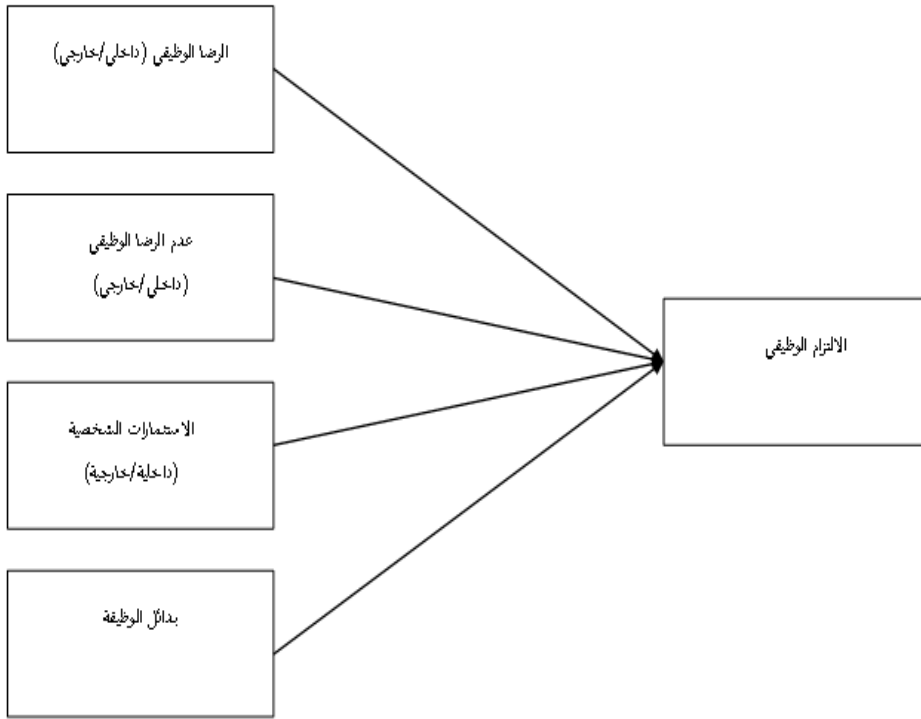 الرضا الوظيفي (داخلي/خارجي)
عدم الرضا الوظيفي
(داخلي/خارجي)
الاستثمارات الشخصية
(داخلية/خارجية)
بدائل الوظيفة
الالتزام الوظيفي